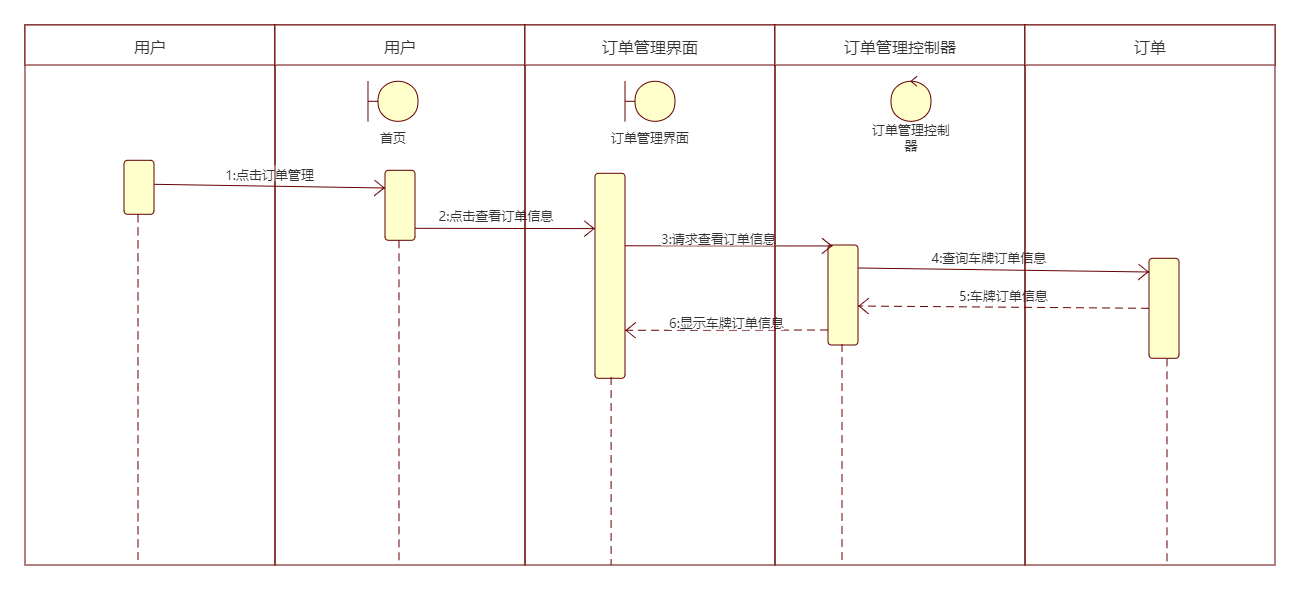 用户
用户
订单管理界面
订单管理控制器
订单
首页
订单管理界面
订单管理控制
器
1:点击订单管理
2:点击查看订单信息
3:请求查看订单信息
4:查询车牌订单信息
5:车牌订单信息
6:显示车牌订单信息